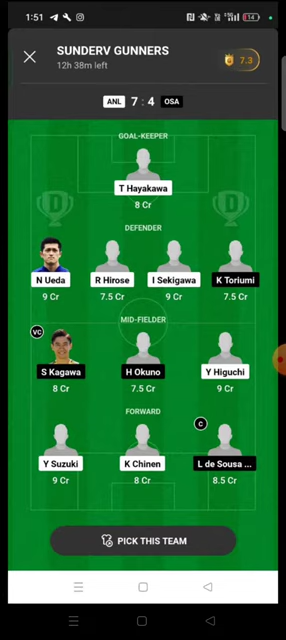 1:51
14
SUNDERV GUNNERS
12h 38m left
7.3
ANL 7 : 4 OSA
GOAL-KEEPER
T Hayakawa
8 Cr
DEFENDER
N Ueda R Hirose I Sekigawa K Toriumi
9 Cr 7.5 Cr 9 Cr 7.5 Cr
MID-FIELDER
VC
S Kagawa H Okuno Y Higuchi
8 Cr 7.5 Cr 9 Cr
FORWARD
C
Y Suzuki K Chinen L de Sousa ...
9 Cr 8 Cr 8.5 Cr
PICK THIS TEAM